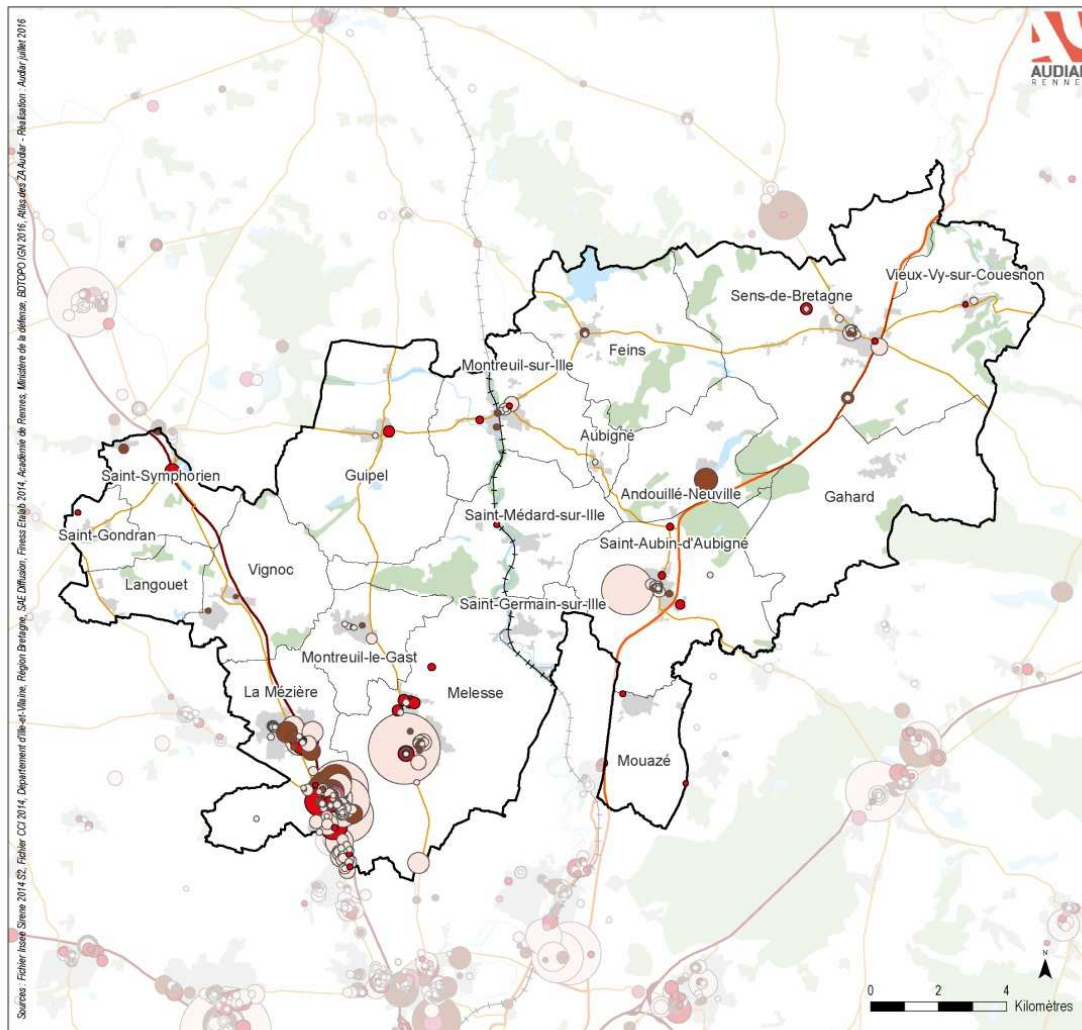 AUDIAR
RENNES
Sources : Fichier Insee Sirene 2014 S2, Fichier CCI 2014, Département d'Ille-et-Vilaine, Région Bretagne, SAE Diffusion, Finess Etalab 2014, Académie de Rennes, Ministère de la défense, BDTOPO IGN 2016, Atlas des ZA Audiar - Réalisation : Audiar juillet 2016
Vieux-Vy-sur-Couesnon
Sens-de-Bretagne
Feins
Montreuil-sur-Ille
Aubigné
Guipel
Saint-Symphorien
Andouillé-Neuville
Gahard
Saint-Médard-sur-Ille
Saint-Gondran
Saint-Aubin-d'Aubigné
Vignoc
Langouet
Saint-Germain-sur-Ille
Montreuil-le-Gast
La Mézière
Melesse
Mouazé
N
0 2 4
Kilomètres